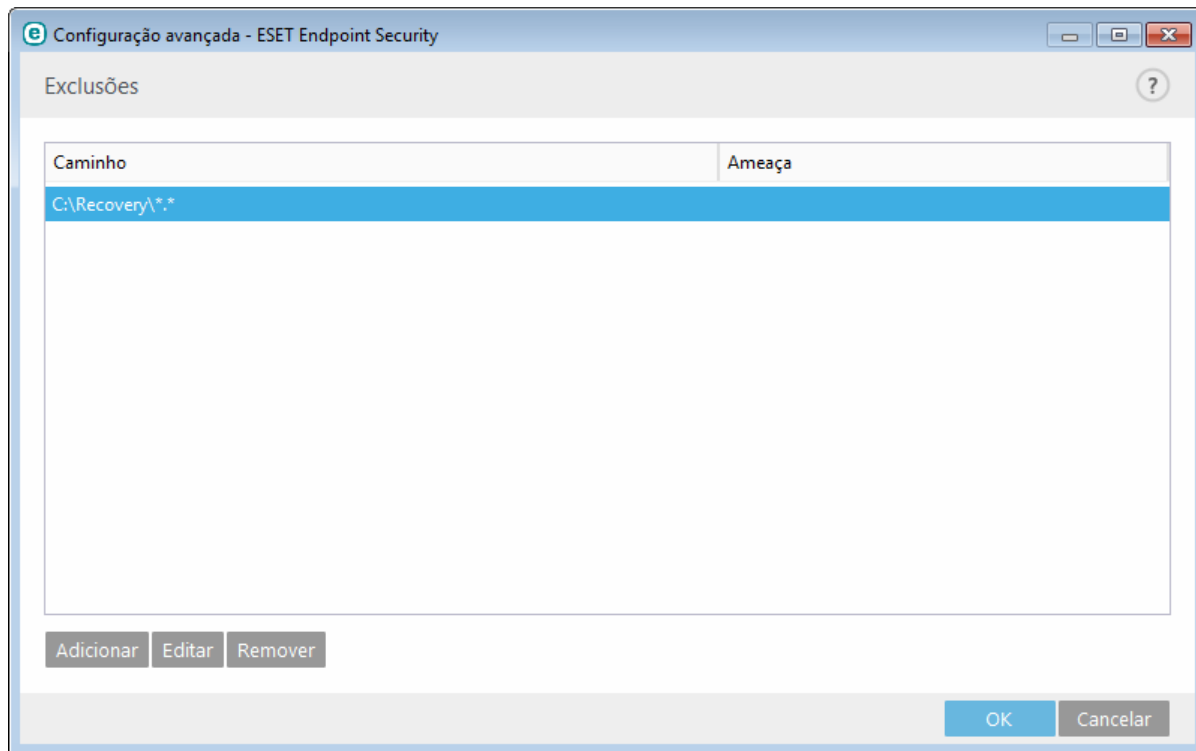 Configuração avançada - ESET Endpoint Security
Exclusões
?
Caminho Ameaça
C:\Recovery\*.*
Adicionar Editar Remover
OK Cancelar